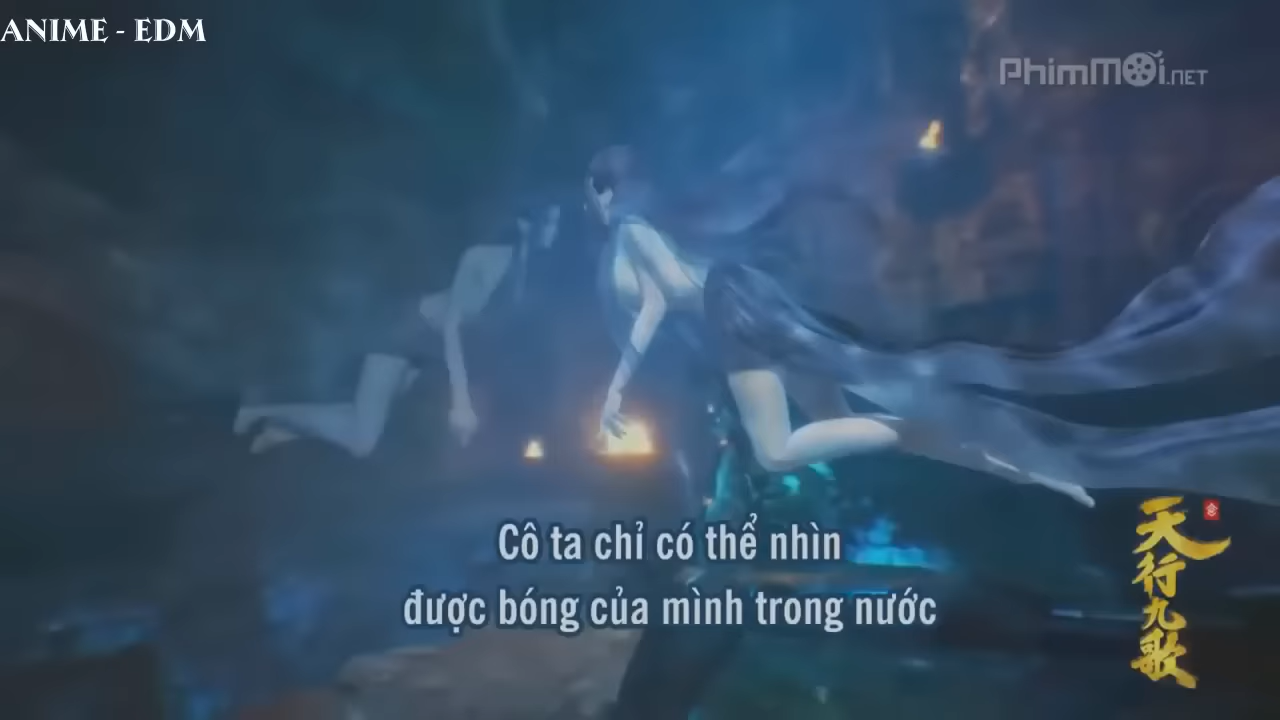 ANIME - EDM
PhimMỡi.NET
Cô ta chỉ có thể nhìn
được bóng của mình trong nước
天行九歌